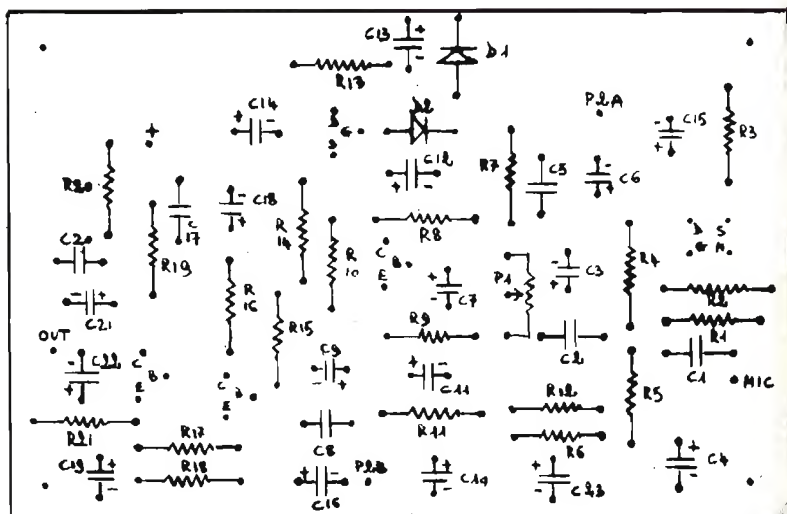 C13 + -
D1
R13
P2A
D2
C14 + -
D
G
S
C15 - +
R3
+
C12 + -
R7
C5
C6 - +
R20
C17
C18 - +
R14
R10
R8
C
B
E
D S
G M
R19
C20
R16
C7 + -
P1
C3 - +
R4
R2
C21 - +
R15
R9
C2
R1
OUT
C22 - +
C
B
E
C
B
E
C9 - +
C11 + -
C1
R5
MIC
R21
R12
R11
R17
C8
R6
C19 + -
R18
C16 + -
P2B
C10 + -
C23 + -
C4 + -